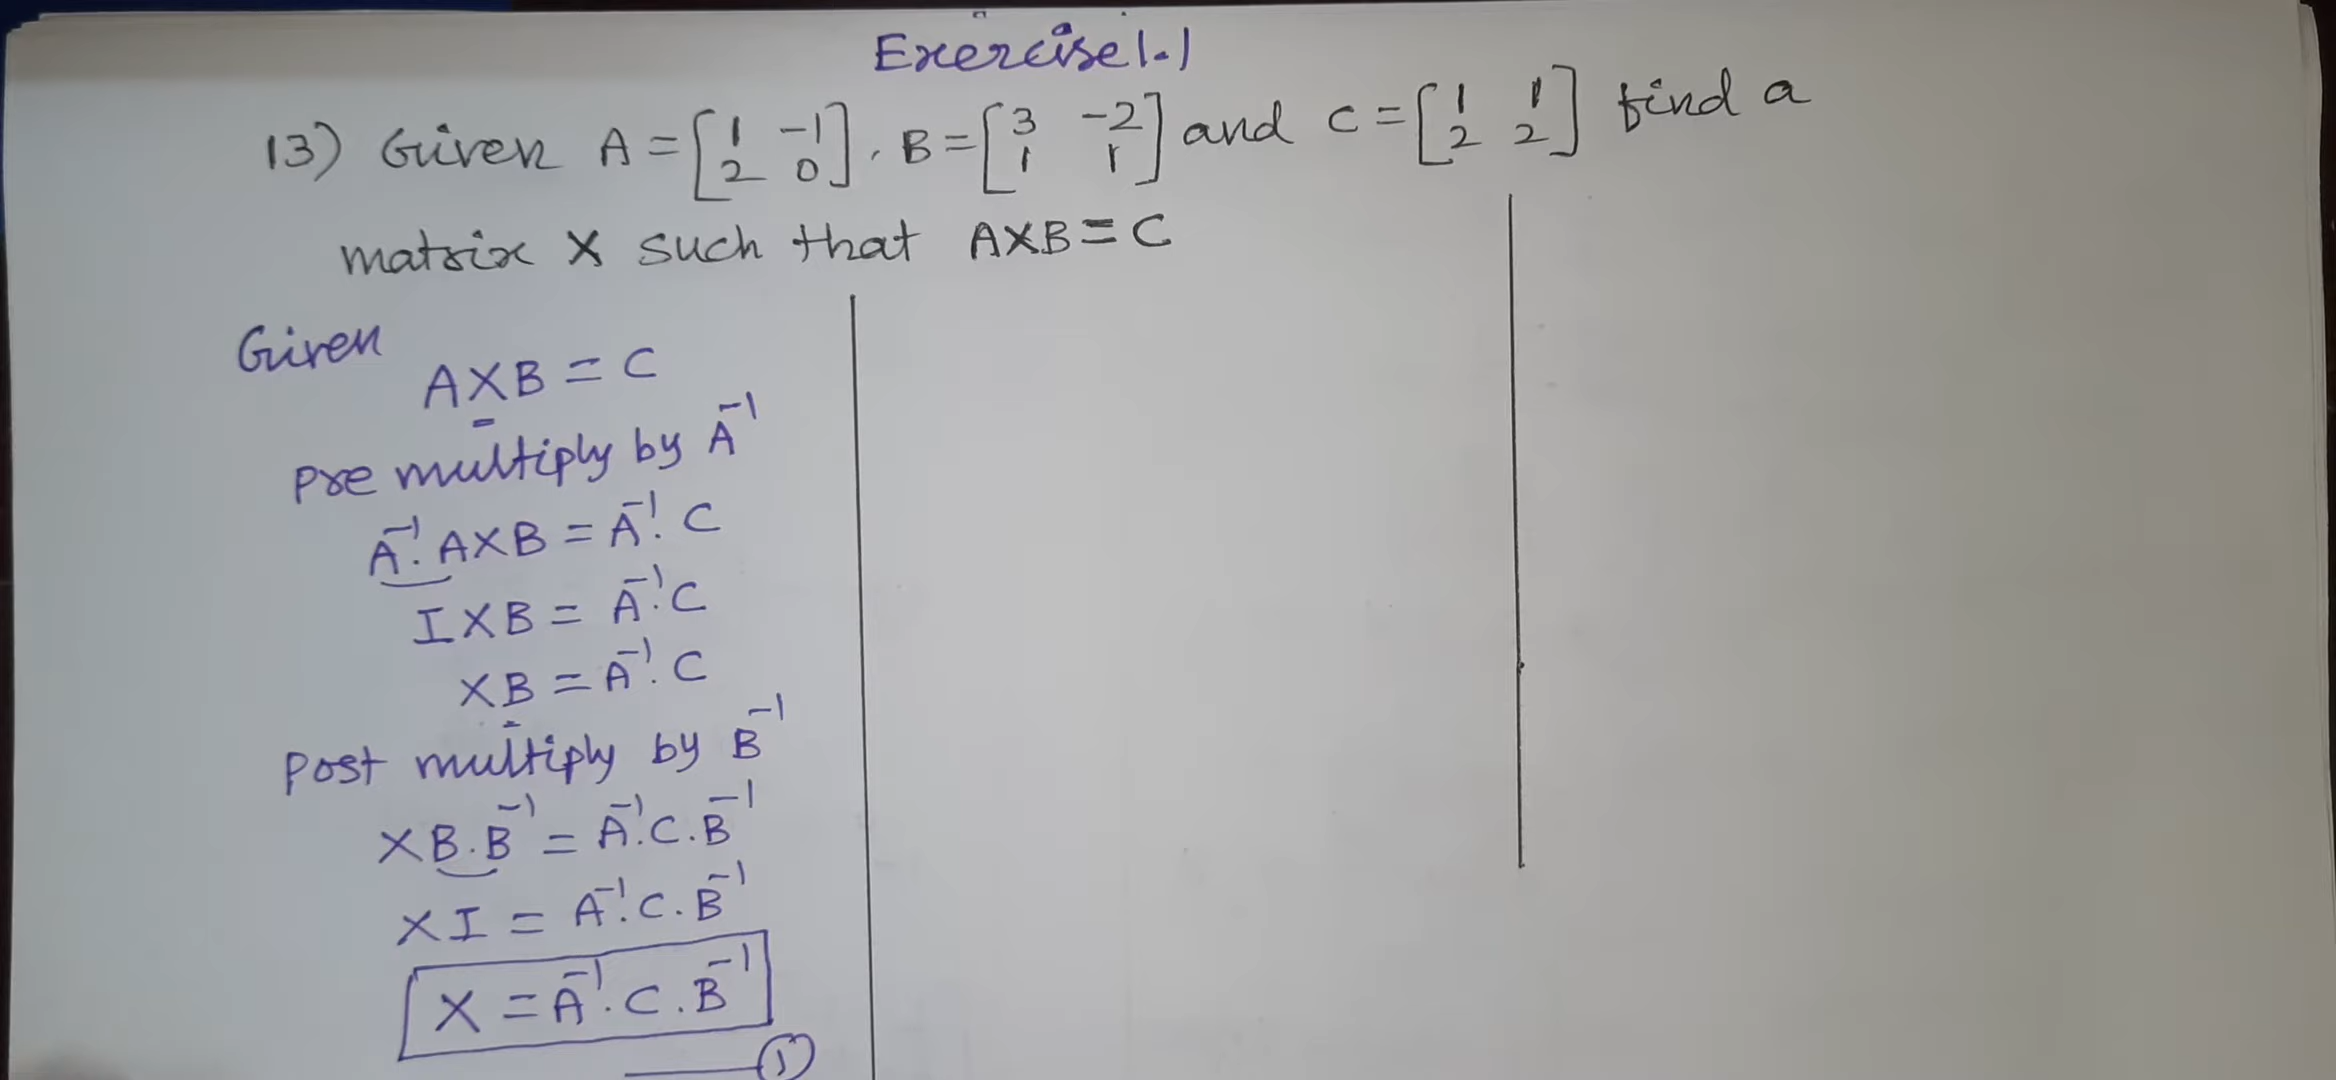 Exercise 1.1
13) Given A = [1 -1 2 0], B = [3 -2 1 1] and C = [1 1 2 2] find a
matrix X such that AXB = C
Given
AXB = C
Pre multiply by A⁻¹
A⁻¹. AXB = A⁻¹. C
IXB = A⁻¹.C
XB = A⁻¹. C
Post multiply by B⁻¹
XB.B⁻¹ = A⁻¹.C.B⁻¹
XI = A⁻¹.C.B⁻¹
X = A⁻¹.C.B⁻¹
1